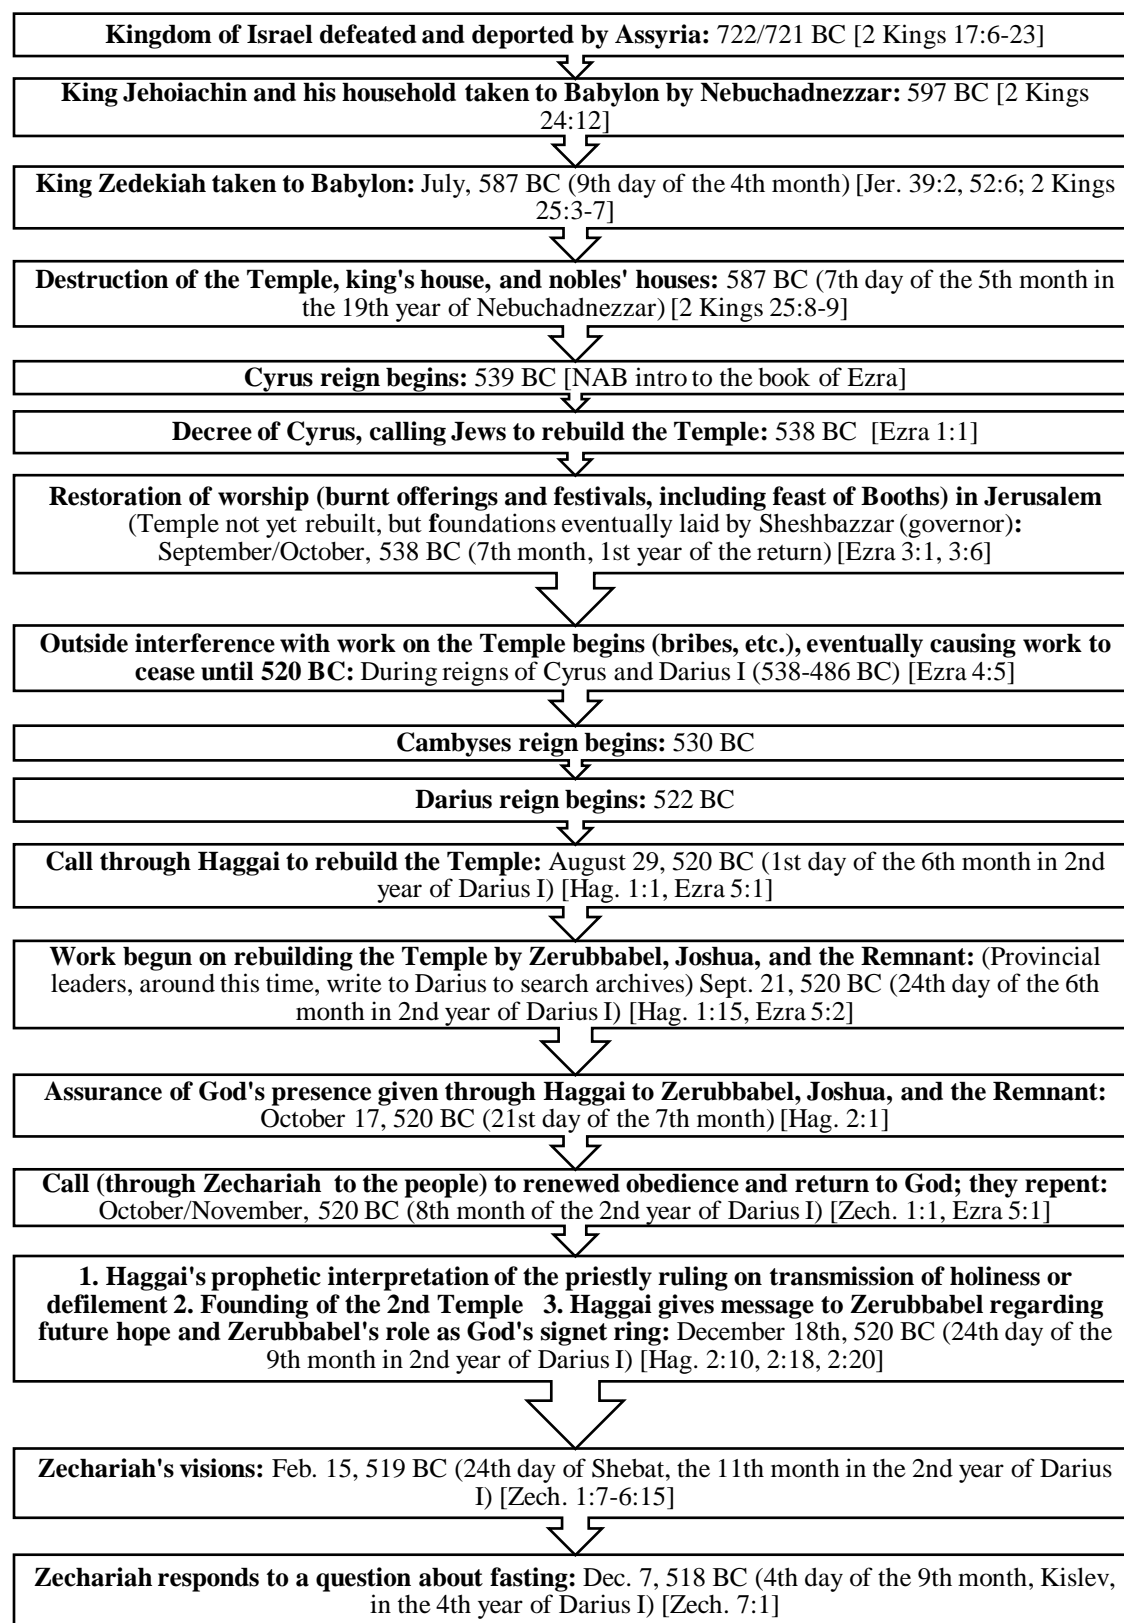 Kingdom of Israel defeated and deported by Assyria: 722/721 BC [2 Kings 17:6-23]
King Jehoiachin and his household taken to Babylon by Nebuchadnezzar: 597 BC [2 Kings
24:12]
King Zedekiah taken to Babylon: July, 587 BC (9th day of the 4th month) [Jer. 39:2, 52:6; 2 Kings
25:3-7]
Destruction of the Temple, king's house, and nobles' houses: 587 BC (7th day of the 5th month in
the 19th year of Nebuchadnezzar) [2 Kings 25:8-9]
Cyrus reign begins: 539 BC [NAB intro to the book of Ezra]
Decree of Cyrus, calling Jews to rebuild the Temple: 538 BC [Ezra 1:1]
Restoration of worship (burnt offerings and festivals, including feast of Booths) in Jerusalem
(Temple not yet rebuilt, but foundations eventually laid by Sheshbazzar (governor):
September/October, 538 BC (7th month, 1st year of the return) [Ezra 3:1, 3:6]
Outside interference with work on the Temple begins (bribes, etc.), eventually causing work to
cease until 520 BC: During reigns of Cyrus and Darius I (538-486 BC) [Ezra 4:5]
Cambyses reign begins: 530 BC
Darius reign begins: 522 BC
Call through Haggai to rebuild the Temple: August 29, 520 BC (1st day of the 6th month in 2nd
year of Darius I) [Hag. 1:1, Ezra 5:1]
Work begun on rebuilding the Temple by Zerubbabel, Joshua, and the Remnant: (Provincial
leaders, around this time, write to Darius to search archives) Sept. 21, 520 BC (24th day of the 6th
month in 2nd year of Darius I) [Hag. 1:15, Ezra 5:2]
Assurance of God's presence given through Haggai to Zerubbabel, Joshua, and the Remnant:
October 17, 520 BC (21st day of the 7th month) [Hag. 2:1]
Call (through Zechariah to the people) to renewed obedience and return to God; they repent:
October/November, 520 BC (8th month of the 2nd year of Darius I) [Zech. 1:1, Ezra 5:1]
1. Haggai's prophetic interpretation of the priestly ruling on transmission of holiness or
defilement 2. Founding of the 2nd Temple 3. Haggai gives message to Zerubbabel regarding
future hope and Zerubbabel's role as God's signet ring: December 18th, 520 BC (24th day of the
9th month in 2nd year of Darius I) [Hag. 2:10, 2:18, 2:20]
Zechariah's visions: Feb. 15, 519 BC (24th day of Shebat, the 11th month in the 2nd year of Darius
I) [Zech. 1:7-6:15]
Zechariah responds to a question about fasting: Dec. 7, 518 BC (4th day of the 9th month, Kislev,
in the 4th year of Darius I) [Zech. 7:1]